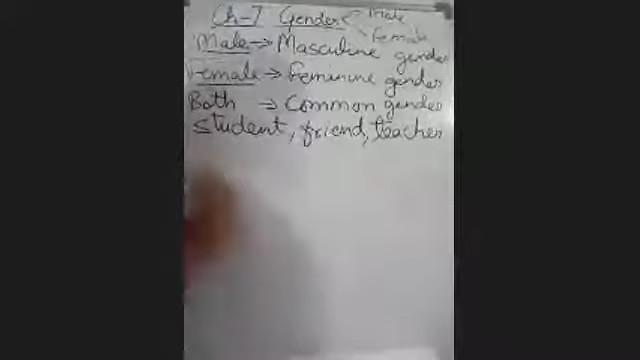 Ch-7 Gender Male
Female
Male → Masculine gender
Female → Feminine gender
Both → Common gender
student, friend, teacher